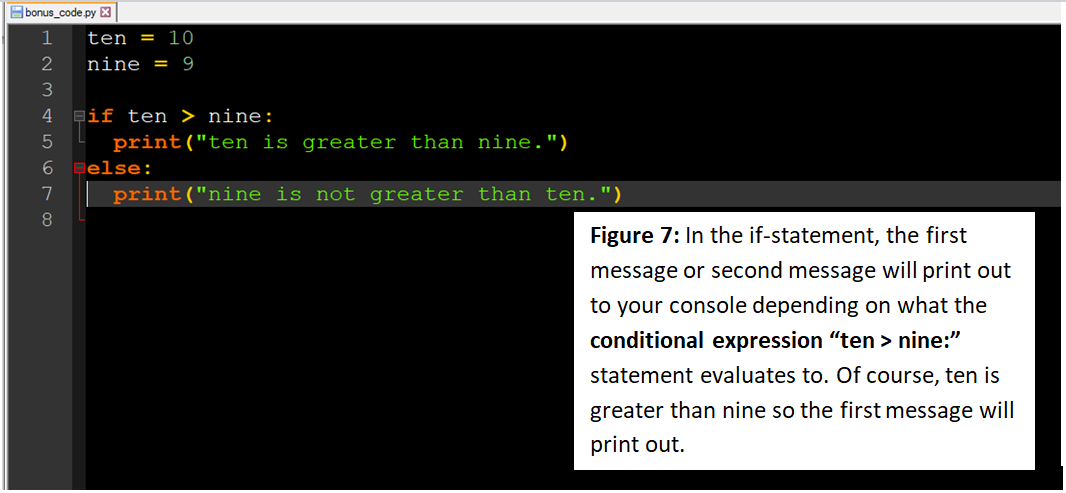 bonus_code.py
1 ten = 10
2 nine = 9
3
4 if ten > nine:
5   print("ten is greater than nine.")
6 else:
7   print("nine is not greater than ten.")
8
Figure 7: In the if-statement, the first
message or second message will print out
to your console depending on what the
conditional expression “ten > nine:”
statement evaluates to. Of course, ten is
greater than nine so the first message will
print out.